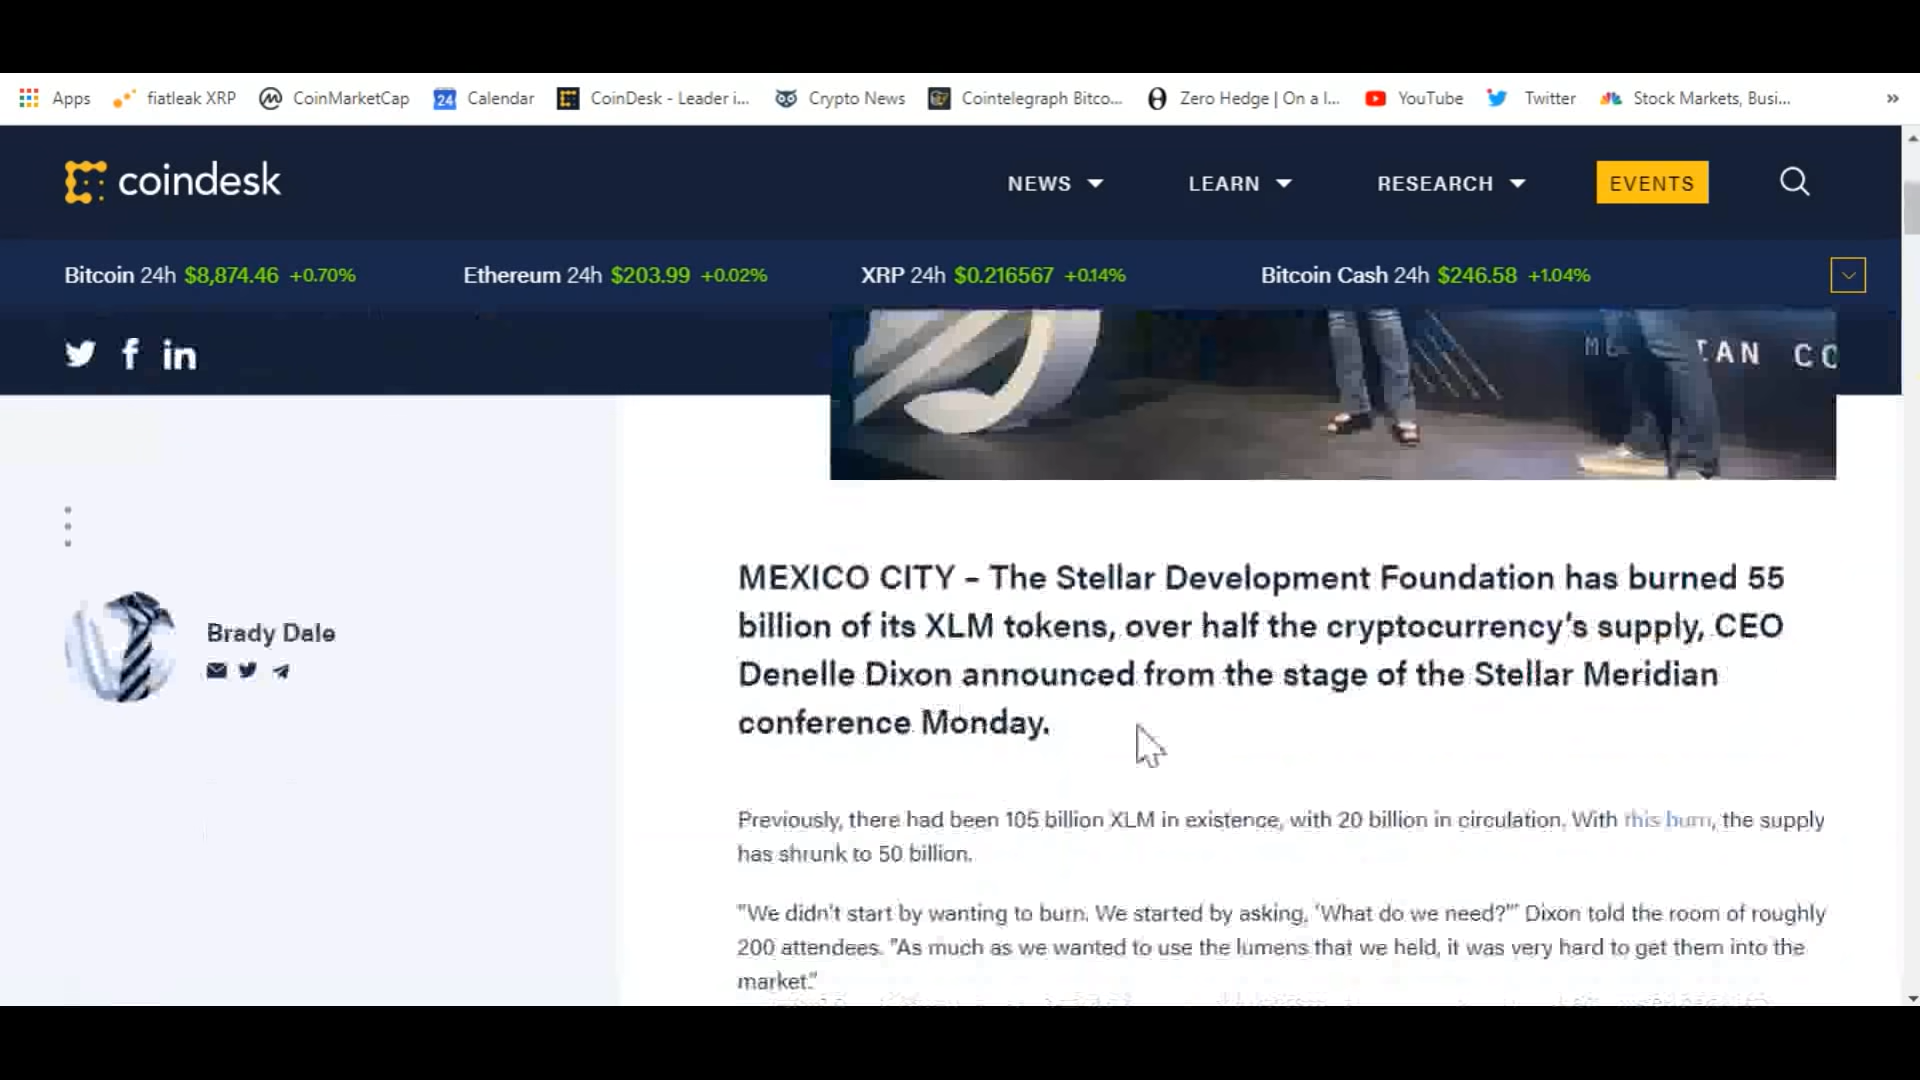 Apps fiatleak XRP CoinMarketCap 24 Calendar CoinDesk - Leader i... Crypto News Cointelegraph Bitco... Zero Hedge | On a l... YouTube Twitter Stock Markets, Busi... »
coindesk NEWS LEARN RESEARCH EVENTS
Bitcoin 24h $8,874.46 +0.70% Ethereum 24h $203.99 +0.02% XRP 24h $0.216567 +0.14% Bitcoin Cash 24h $246.58 +1.04%
CO
MEXICO CITY – The Stellar Development Foundation has burned 55
billion of its XLM tokens, over half the cryptocurrency's supply, CEO
Denelle Dixon announced from the stage of the Stellar Meridian
conference Monday.
Brady Dale
Previously, there had been 105 billion XLM in existence, with 20 billion in circulation. With this burn, the supply
has shrunk to 50 billion.
"We didn't start by wanting to burn. We started by asking, 'What do we need?'" Dixon told the room of roughly
200 attendees. "As much as we wanted to use the lumens that we held, it was very hard to get them into the
market."